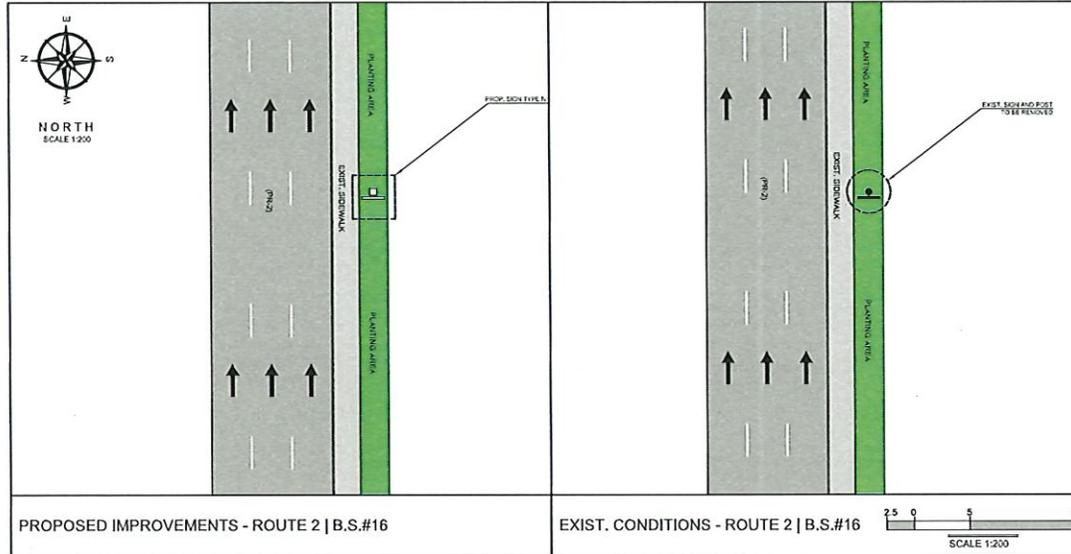 E
N
S
W
NORTH
SCALE 1:200
PLANTING AREA
PROP. SIGN TYPE
EXIST. SIDEWALK
(PR-2)
PLANTING AREA
PLANTING AREA
EXIST. SIGN AND POST
TO BE REMOVED
EXIST. SIDEWALK
(PR-2)
PLANTING AREA
PROPOSED IMPROVEMENTS - ROUTE 2 | B.S.#16
EXIST. CONDITIONS - ROUTE 2 | B.S.#16
2.5 0 5
SCALE 1:200